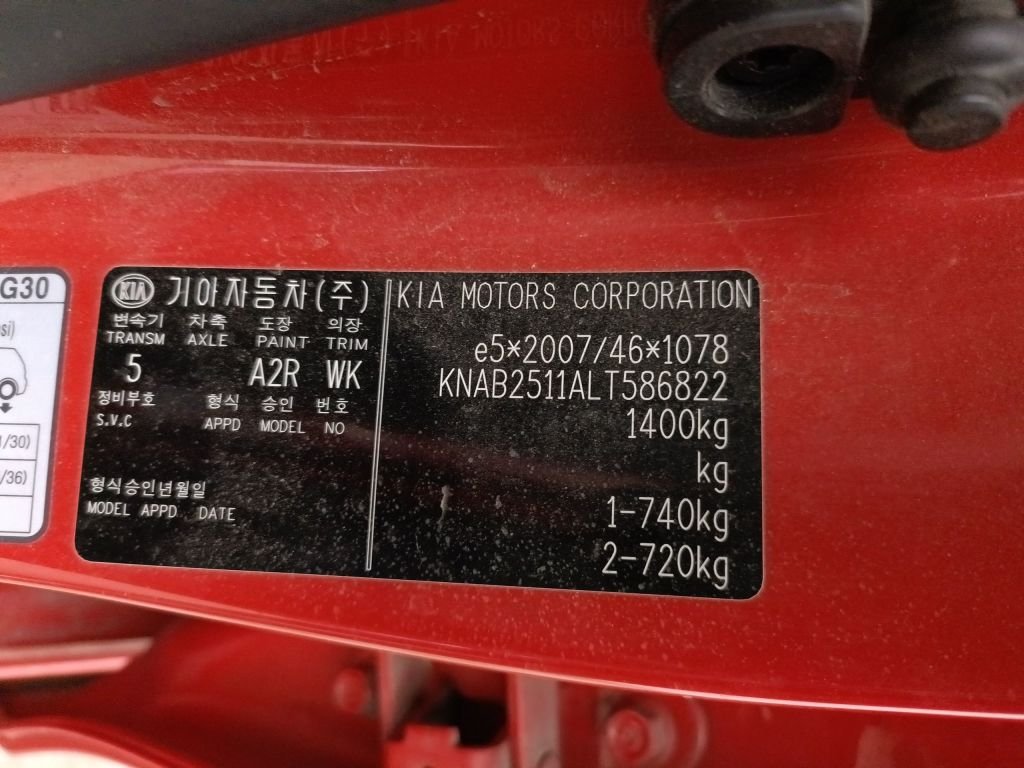 G30
si)
/30)
/36)
KIA 기아자동차(주)
변속기 차축 도장 의장
TRANSM AXLE PAINT TRIM
5 A2R WK
정비부호 형식 승인 번호
S.V.C APPD MODEL NO
형식승인년월일
MODEL APPD DATE
KIA MOTORS CORPORATION
e5*2007/46*1078
KNAB2511ALT586822
1400kg
kg
1-740kg
2-720kg